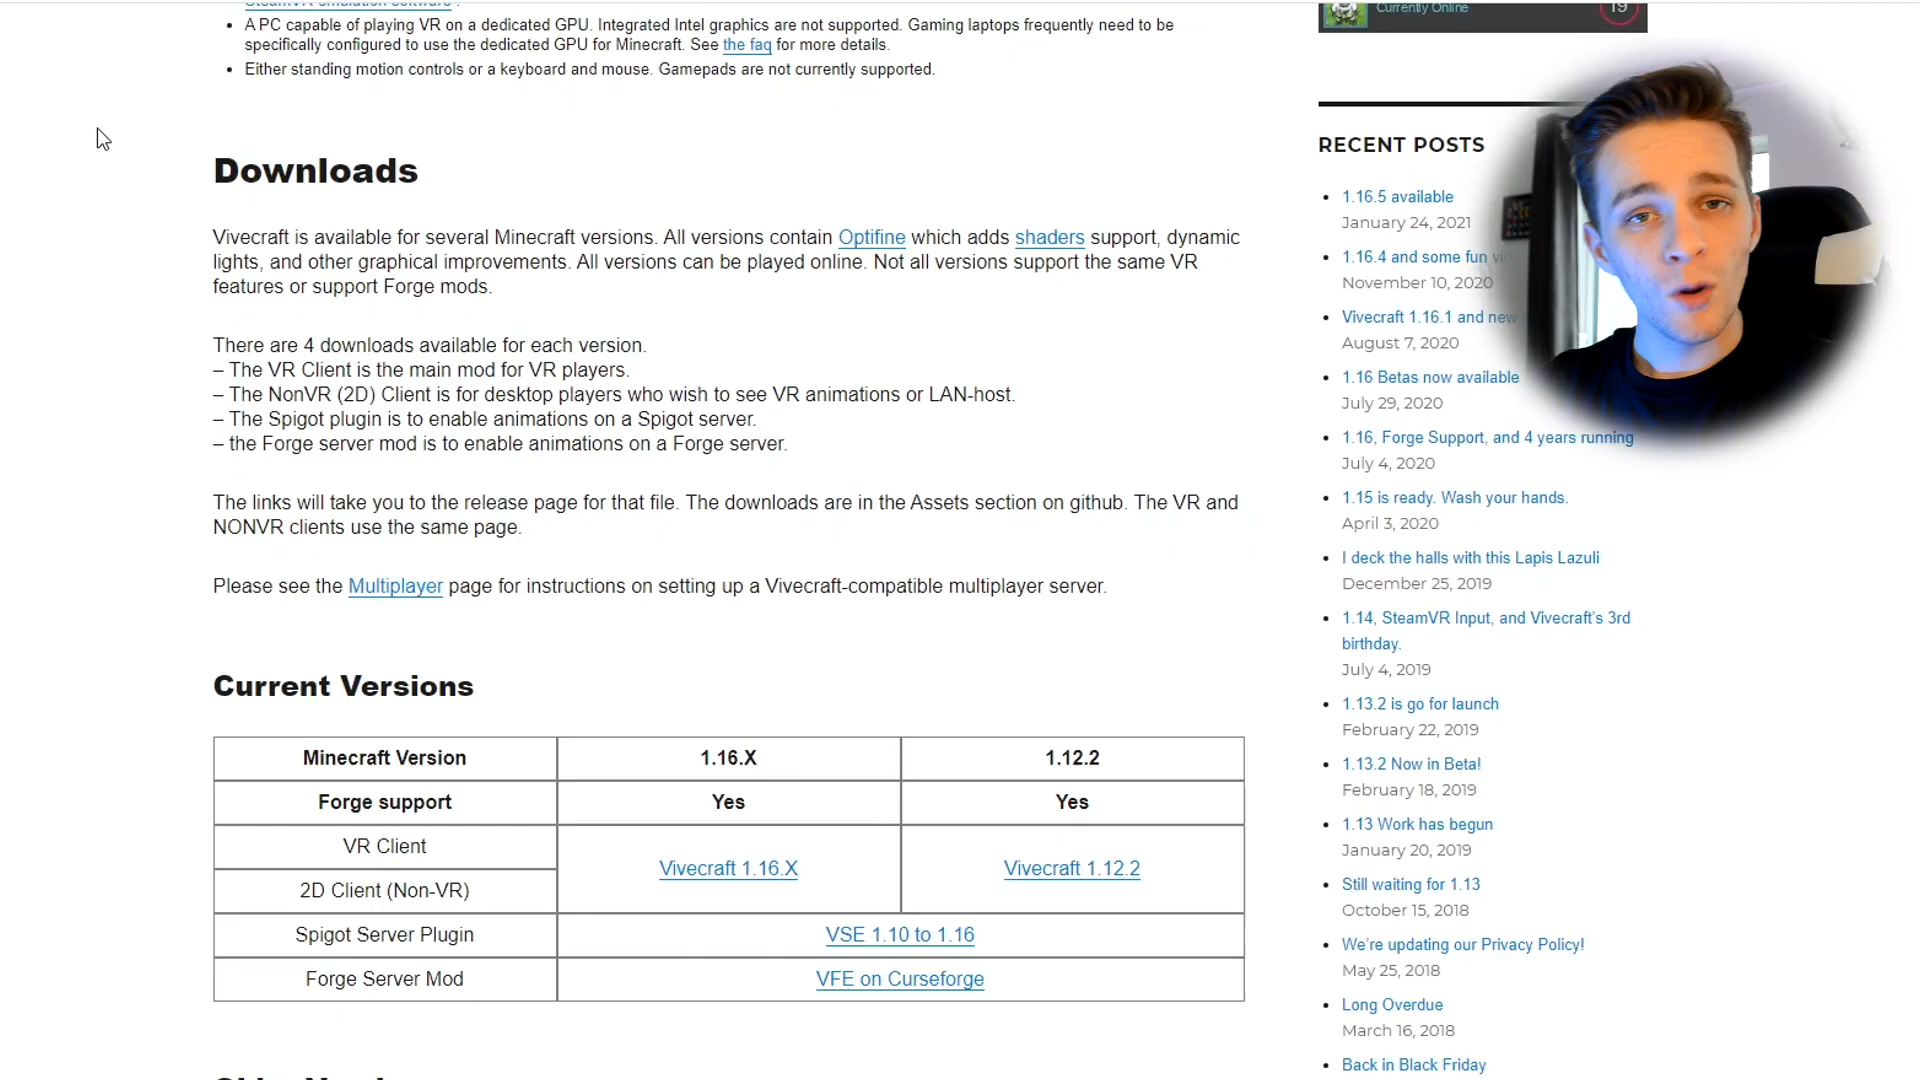 A PC capable of playing VR on a dedicated GPU. Integrated Intel graphics are not supported. Gaming laptops frequently need to be
specifically configured to use the dedicated GPU for Minecraft. See the faq for more details.
Either standing motion controls or a keyboard and mouse. Gamepads are not currently supported.
Downloads
Vivecraft is available for several Minecraft versions. All versions contain Optifine which adds shaders support, dynamic
lights, and other graphical improvements. All versions can be played online. Not all versions support the same VR
features or support Forge mods.
There are 4 downloads available for each version.
– The VR Client is the main mod for VR players.
– The NonVR (2D) Client is for desktop players who wish to see VR animations or LAN-host.
– The Spigot plugin is to enable animations on a Spigot server.
– the Forge server mod is to enable animations on a Forge server.
The links will take you to the release page for that file. The downloads are in the Assets section on github. The VR and
NONVR clients use the same page.
Please see the Multiplayer page for instructions on setting up a Vivecraft-compatible multiplayer server.
Current Versions
Minecraft Version 1.16.X 1.12.2
Forge support Yes Yes
VR Client
Vivecraft 1.16.X Vivecraft 1.12.2
2D Client (Non-VR)
Spigot Server Plugin VSE 1.10 to 1.16
Forge Server Mod VFE on Curseforge
Currently Online 19
RECENT POSTS
1.16.5 available
January 24, 2021
1.16.4 and some fun
November 10, 2020
Vivecraft 1.16.1 and new
August 7, 2020
1.16 Betas now available
July 29, 2020
1.16, Forge Support, and 4 years running
July 4, 2020
1.15 is ready. Wash your hands.
April 3, 2020
I deck the halls with this Lapis Lazuli
December 25, 2019
1.14, SteamVR Input, and Vivecraft's 3rd
birthday.
July 4, 2019
1.13.2 is go for launch
February 22, 2019
1.13.2 Now in Beta!
February 18, 2019
1.13 Work has begun
January 20, 2019
Still waiting for 1.13
October 15, 2018
We're updating our Privacy Policy!
May 25, 2018
Long Overdue
March 16, 2018
Back in Black Friday